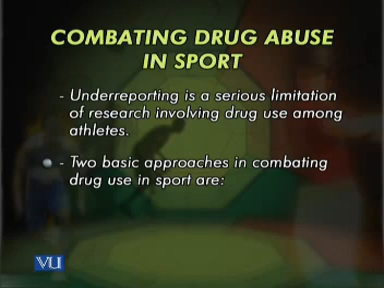 COMBATING DRUG ABUSE
IN SPORT
- Underreporting is a serious limitation
of research involving drug use among
athletes.
- Two basic approaches in combating
drug use in sport are:
VU